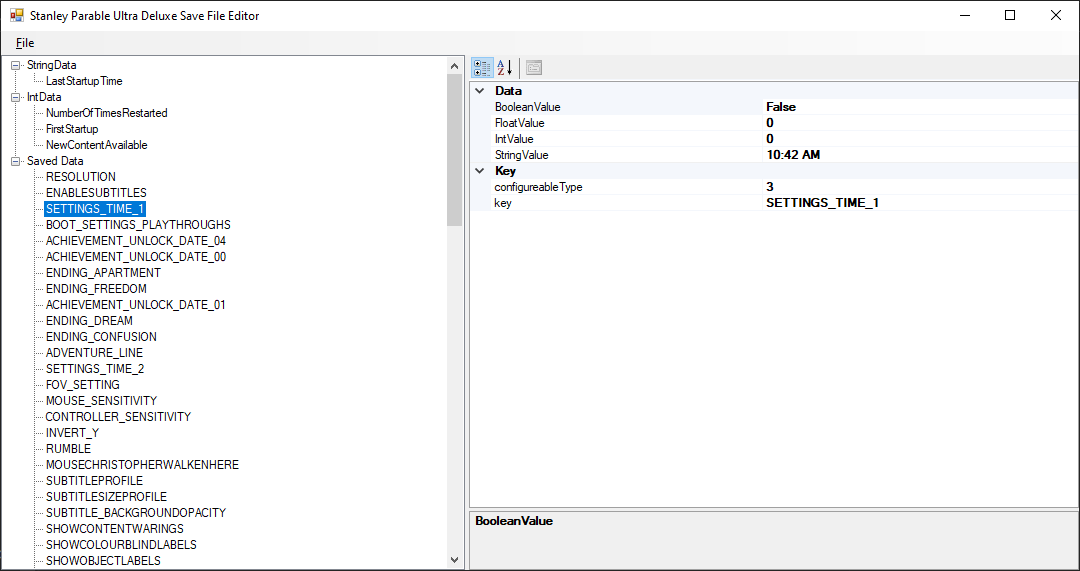 Stanley Parable Ultra Deluxe Save File Editor
File
StringData
LastStartupTime
IntData
NumberOfTimesRestarted
FirstStartup
NewContentAvailable
Saved Data
RESOLUTION
ENABLESUBTITLES
SETTINGS_TIME_1
BOOT_SETTINGS_PLAYTHROUGHS
ACHIEVEMENT_UNLOCK_DATE_04
ACHIEVEMENT_UNLOCK_DATE_00
ENDING_APARTMENT
ENDING_FREEDOM
ACHIEVEMENT_UNLOCK_DATE_01
ENDING_DREAM
ENDING_CONFUSION
ADVENTURE_LINE
SETTINGS_TIME_2
FOV_SETTING
MOUSE_SENSITIVITY
CONTROLLER_SENSITIVITY
INVERT_Y
RUMBLE
MOUSECHRISTOPHERWALKENHERE
SUBTITLEPROFILE
SUBTITLESIZEPROFILE
SUBTITLE_BACKGROUNDOPACITY
SHOWCONTENTWARINGS
SHOWCOLOURBLINDLABELS
SHOWOBJECTLABELS
A
Z
Data
BooleanValue False
FloatValue 0
IntValue 0
StringValue 10:42 AM
Key
configureableType 3
key SETTINGS_TIME_1
BooleanValue